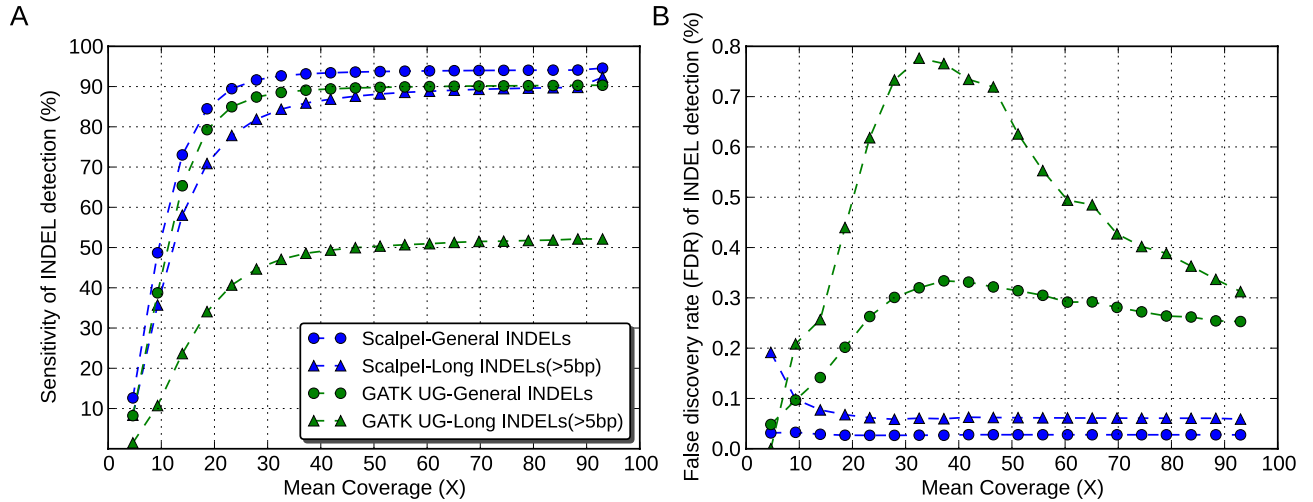 A
Sensitivity of INDEL detection (%)
100
90
80
70
60
50
40
30
20
10
Scalpel-General INDELs
Scalpel-Long INDELs(>5bp)
GATK UG-General INDELs
GATK UG-Long INDELs(>5bp)
0 10 20 30 40 50 60 70 80 90 100
Mean Coverage (X)
B
False discovery rate (FDR) of INDEL detection (%)
0.8
0.7
0.6
0.5
0.4
0.3
0.2
0.1
0.0
0 10 20 30 40 50 60 70 80 90 100
Mean Coverage (X)